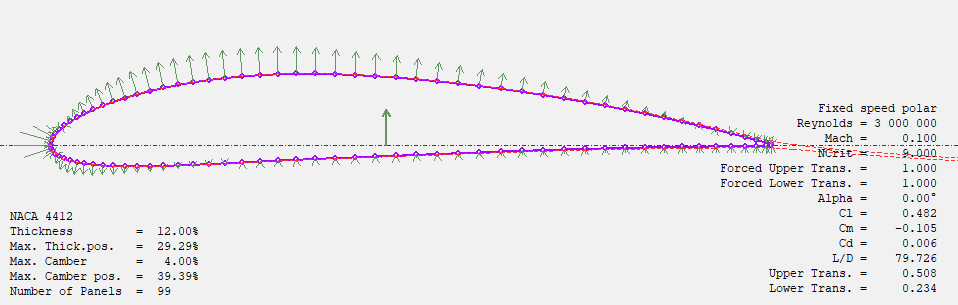 Fixed speed polar
Reynolds = 3 000 000
Mach = 0.100
NCrit = 9.000
Forced Upper Trans. = 1.000
Forced Lower Trans. = 1.000
Alpha = 0.00°
Cl = 0.482
Cm = -0.105
Cd = 0.006
L/D = 79.726
Upper Trans. = 0.508
Lower Trans. = 0.234
NACA 4412
Thickness = 12.00%
Max. Thick.pos. = 29.29%
Max. Camber = 4.00%
Max. Camber pos. = 39.39%
Number of Panels = 99